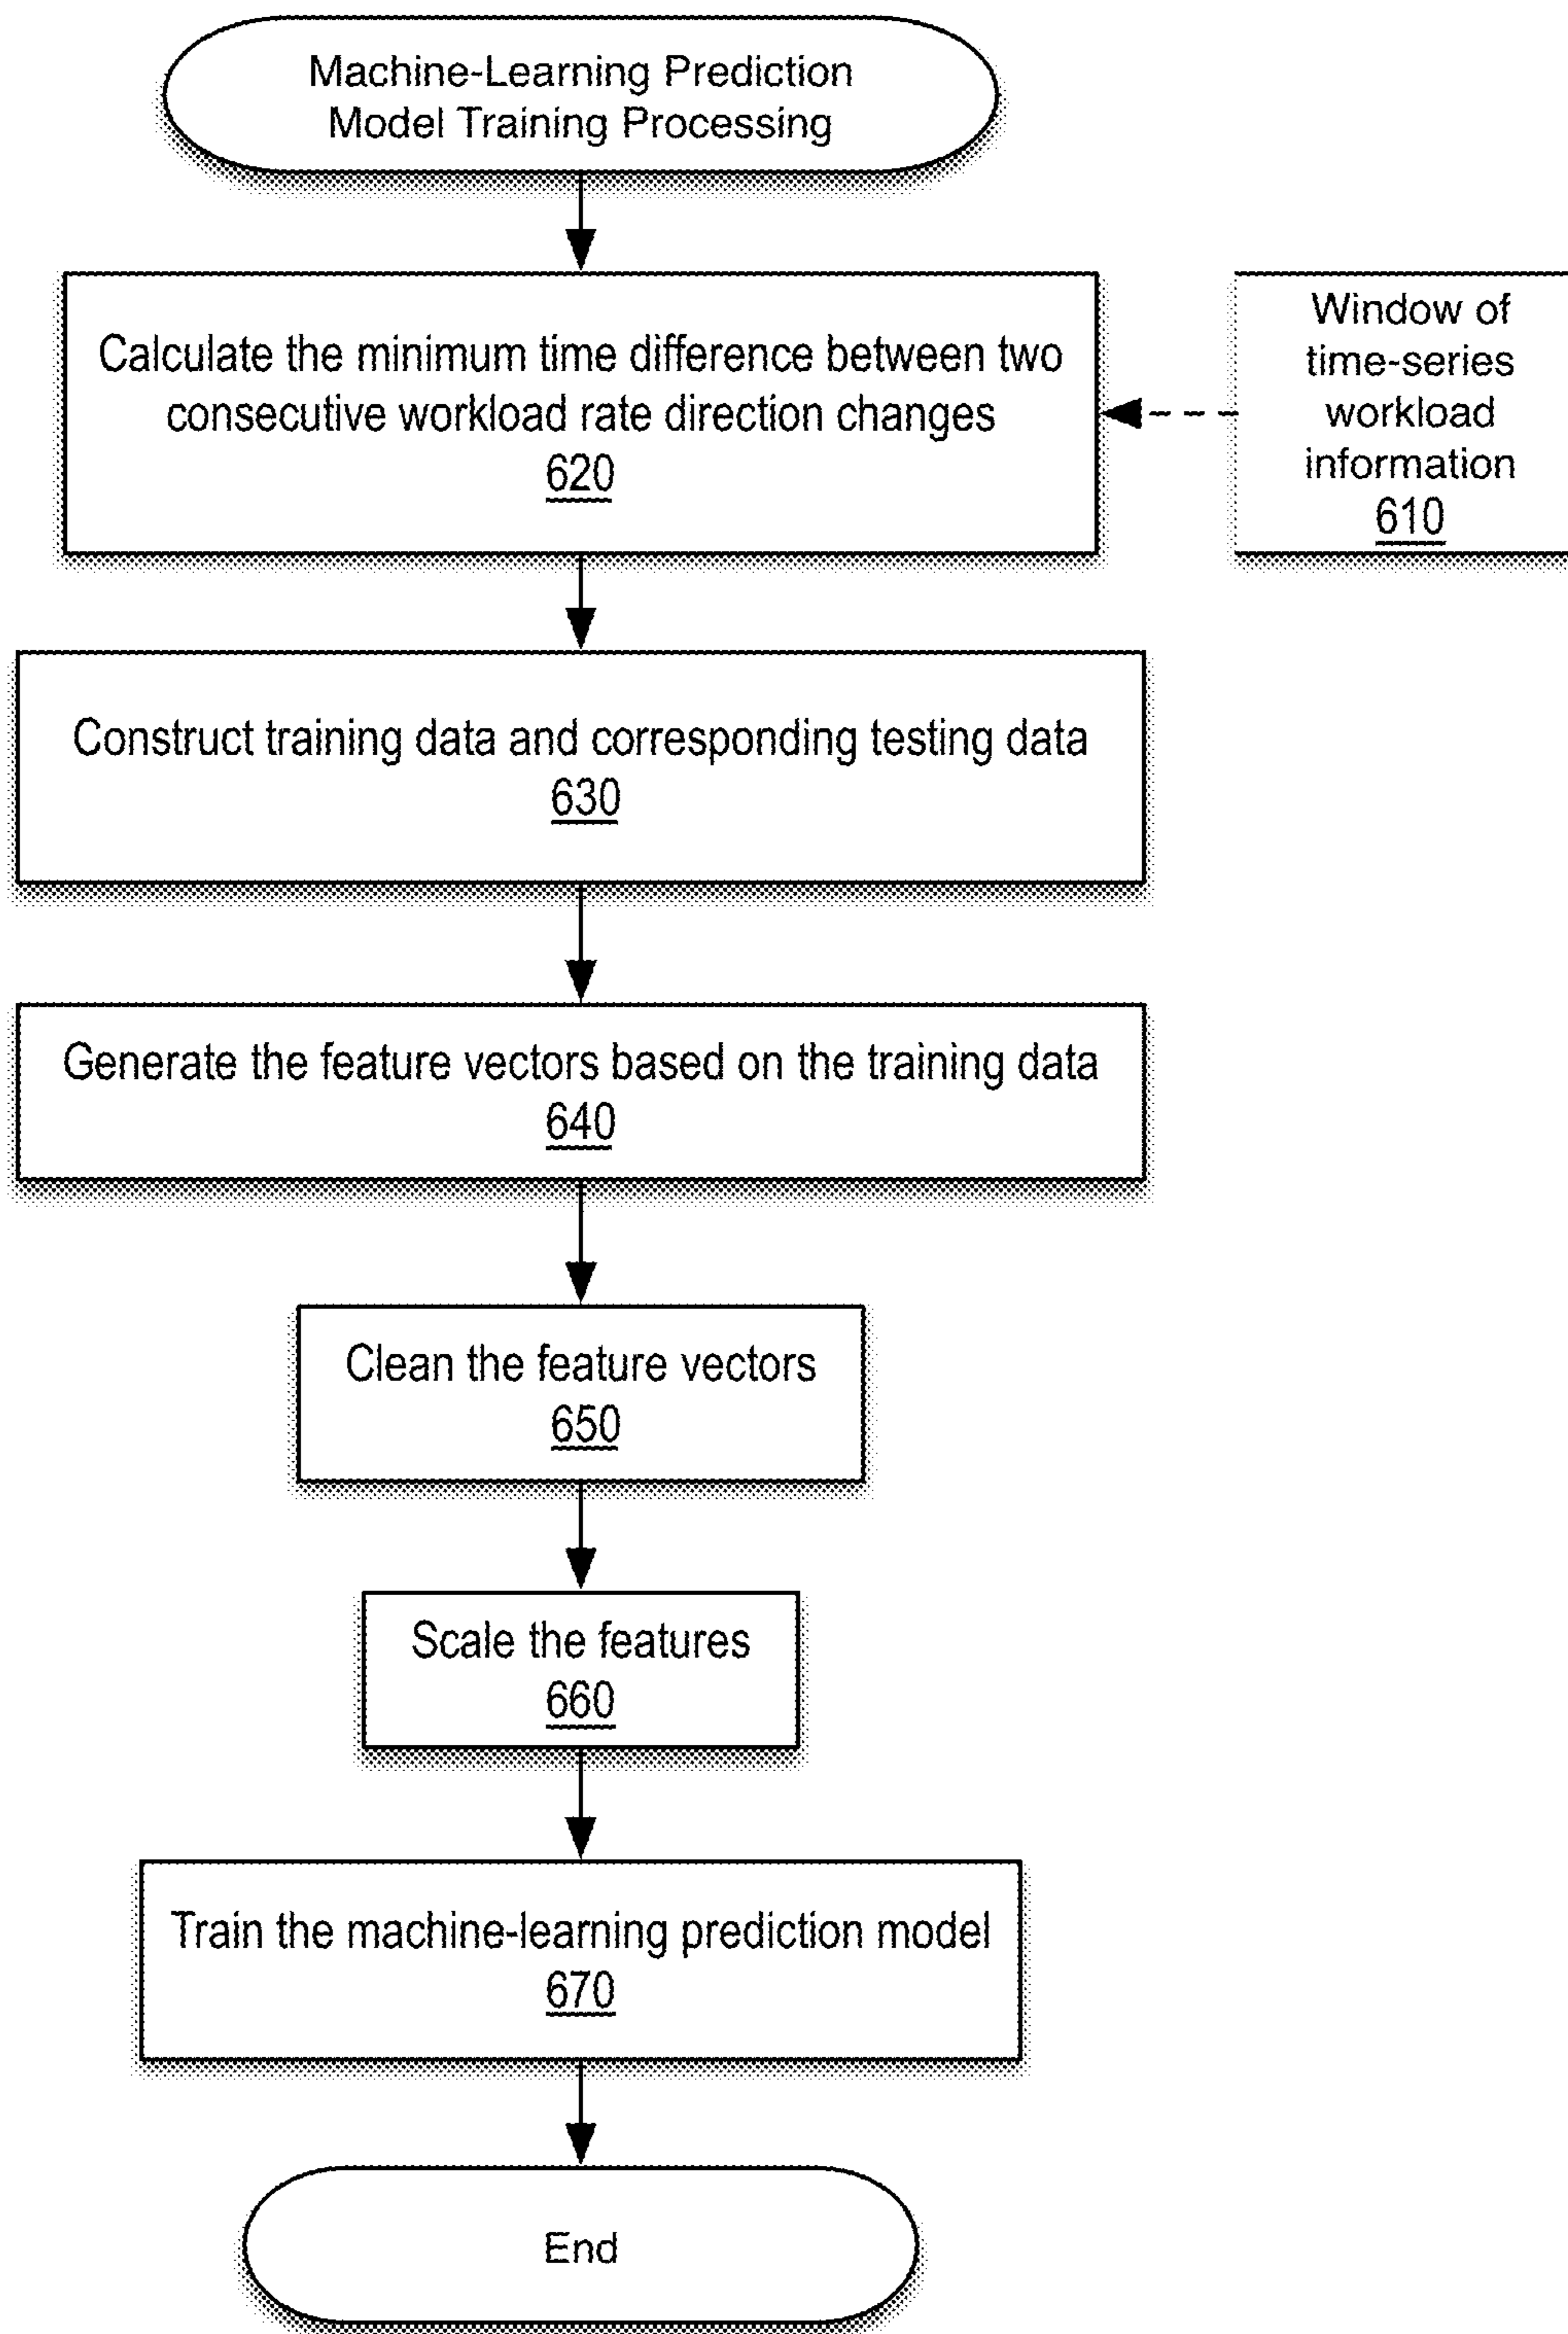 Machine-Learning Prediction
Model Training Processing
Calculate the minimum time difference between two
consecutive workload rate direction changes
620
Window of
time-series
workload
information
610
Construct training data and corresponding testing data
630
Generate the feature vectors based on the training data
640
Clean the feature vectors
650
Scale the features
660
Train the machine-learning prediction model
670
End